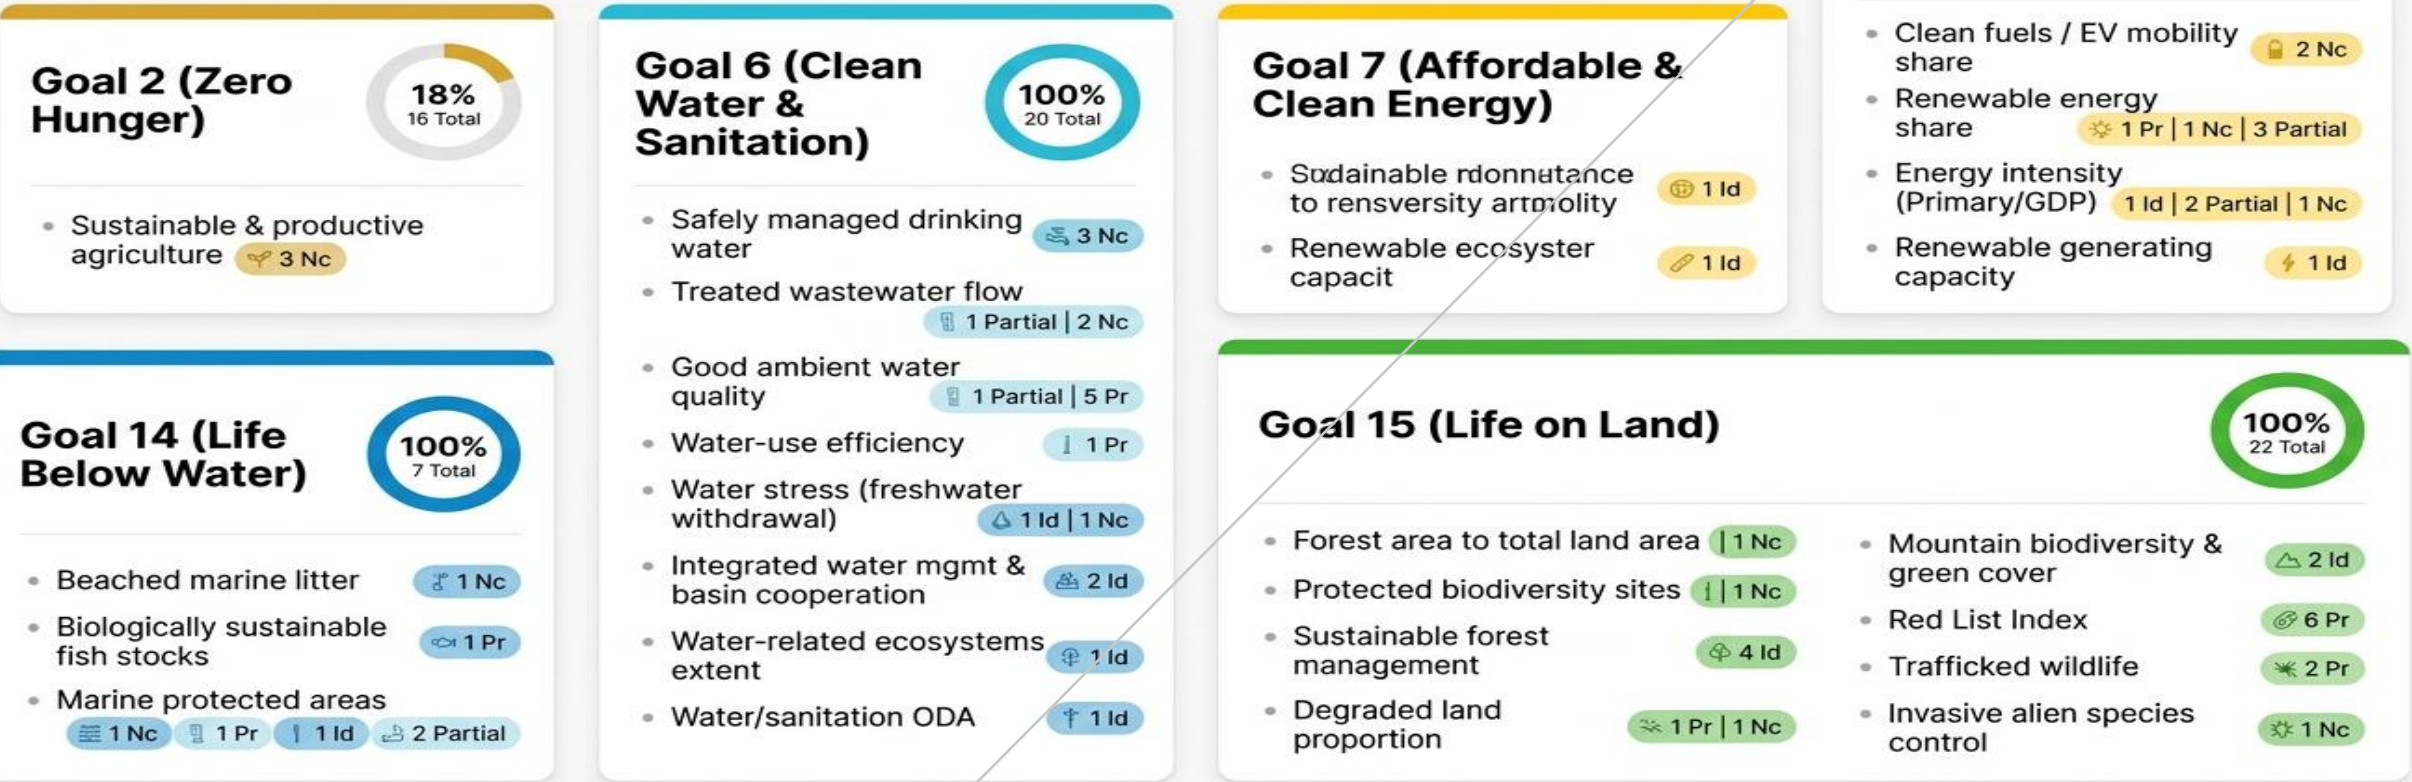 Goal 2 (Zero
Hunger)
18%
16 Total
Sustainable & productive
agriculture 3 Nc
Goal 14 (Life
Below Water)
100%
7 Total
Beached marine litter 1 Nc
Biologically sustainable
fish stocks 1 Pr
Marine protected areas
1 Nc 1 Pr 1 Id 2 Partial
Goal 6 (Clean
Water &
Sanitation)
100%
20 Total
Safely managed drinking
water 3 Nc
Treated wastewater flow
1 Partial | 2 Nc
Good ambient water
quality 1 Partial | 5 Pr
Water-use efficiency 1 Pr
Water stress (freshwater
withdrawal) 1 Id | 1 Nc
Integrated water mgmt &
basin cooperation 2 Id
Water-related ecosystems
extent 1 Id
Water/sanitation ODA 1 Id
Goal 7 (Affordable &
Clean Energy)
to rensversity
1 Id
Renewable ecosyster
capacit 1 Id
Clean fuels / EV mobility
share 2 Nc
Renewable energy
share 1 Pr | 1 Nc | 3 Partial
Energy intensity
(Primary/GDP) 1 Id | 2 Partial | 1 Nc
Renewable generating
capacity 1 Id
Goal 15 (Life on Land)
100%
22 Total
Forest area to total land area | 1 Nc
Protected biodiversity sites | 1 Nc
Sustainable forest
management 4 Id
Degraded land
proportion 1 Pr | 1 Nc
Mountain biodiversity &
green cover 2 Id
Red List Index 6 Pr
Trafficked wildlife 2 Pr
Invasive alien species
control 1 Nc